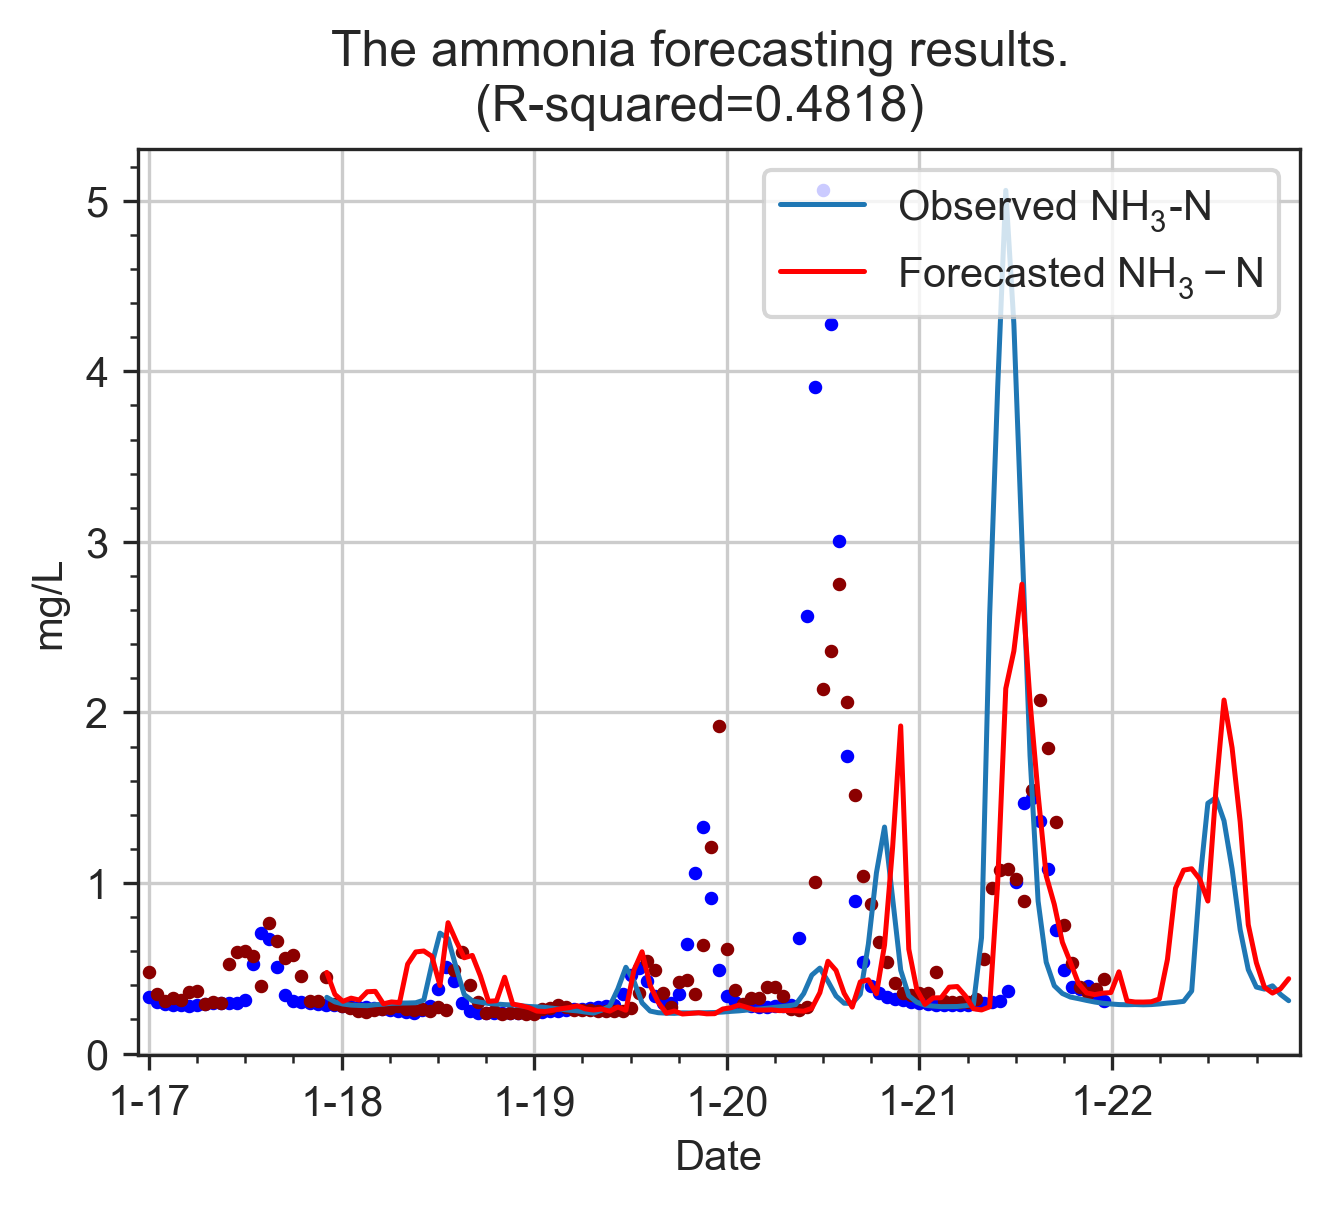 The ammonia forecasting results.
(R-squared=0.4818)
Observed NH₃-N
Forecasted NH₃ − N
5
4
3
2
1
0
mg/L
1-17 1-18 1-19 1-20 1-21 1-22
Date